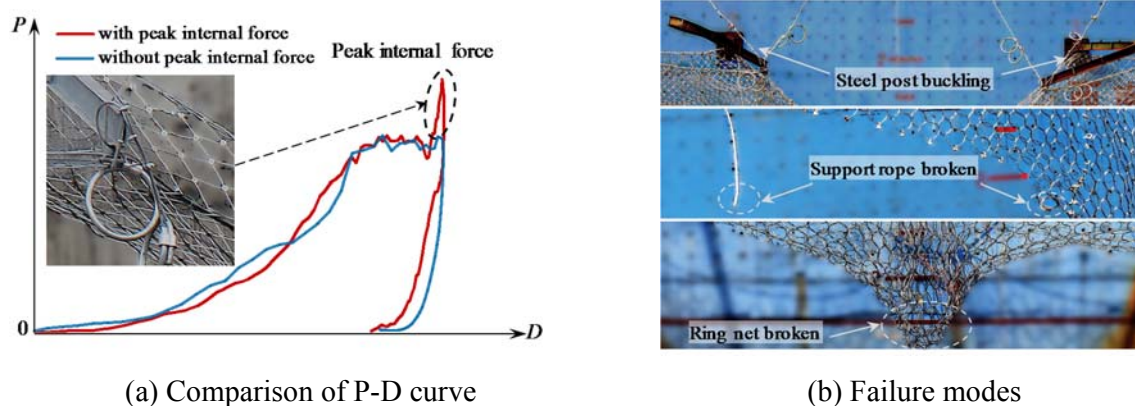 P
with peak internal force
without peak internal force
Peak internal force
0
D
Steel post buckling
Support rope broken
Ring net broken
(a) Comparison of P-D curve
(b) Failure modes